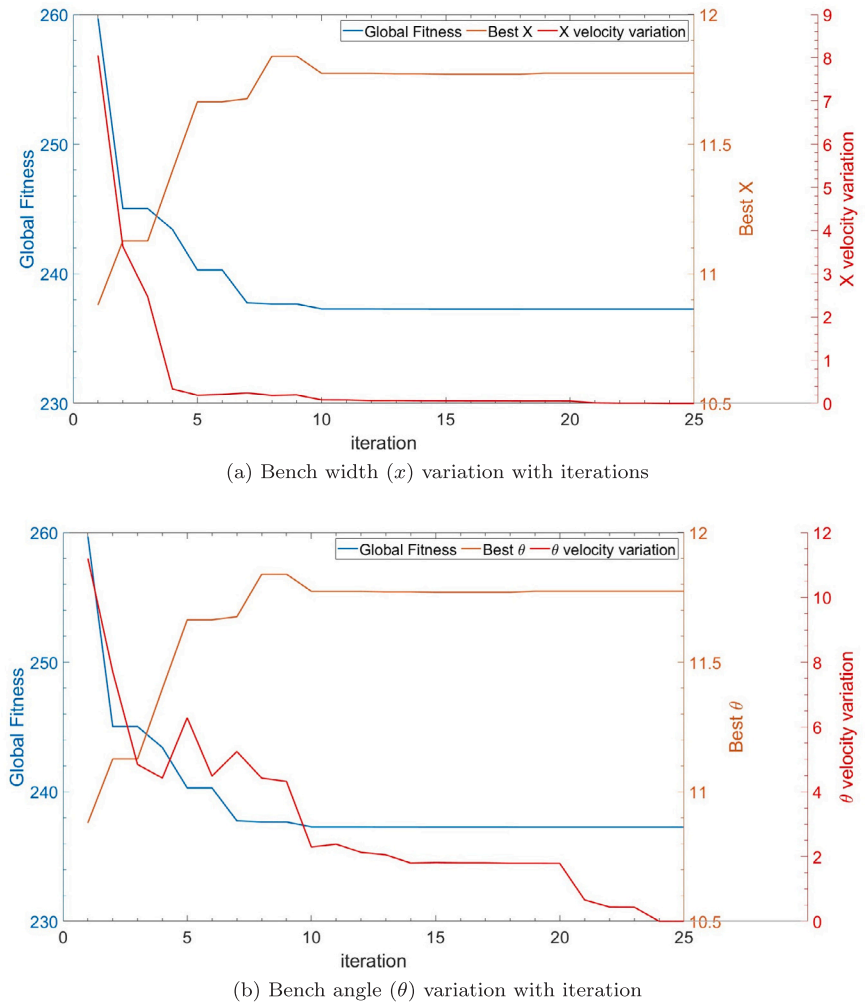 260
250
240
230
Global Fitness
Global Fitness Best X X velocity variation
12
11.5
11
10.5
Best X
9
8
7
6
5
4
3
2
1
0
X velocity variation
0 5 10 15 20 25
iteration
(a) Bench width (x) variation with iterations
260
250
240
230
Global Fitness
Global Fitness Best θ θ velocity variation
12
11.5
11
10.5
Best θ
12
10
8
6
4
2
0
θ velocity variation
0 5 10 15 20 25
iteration
(b) Bench angle (θ) variation with iteration